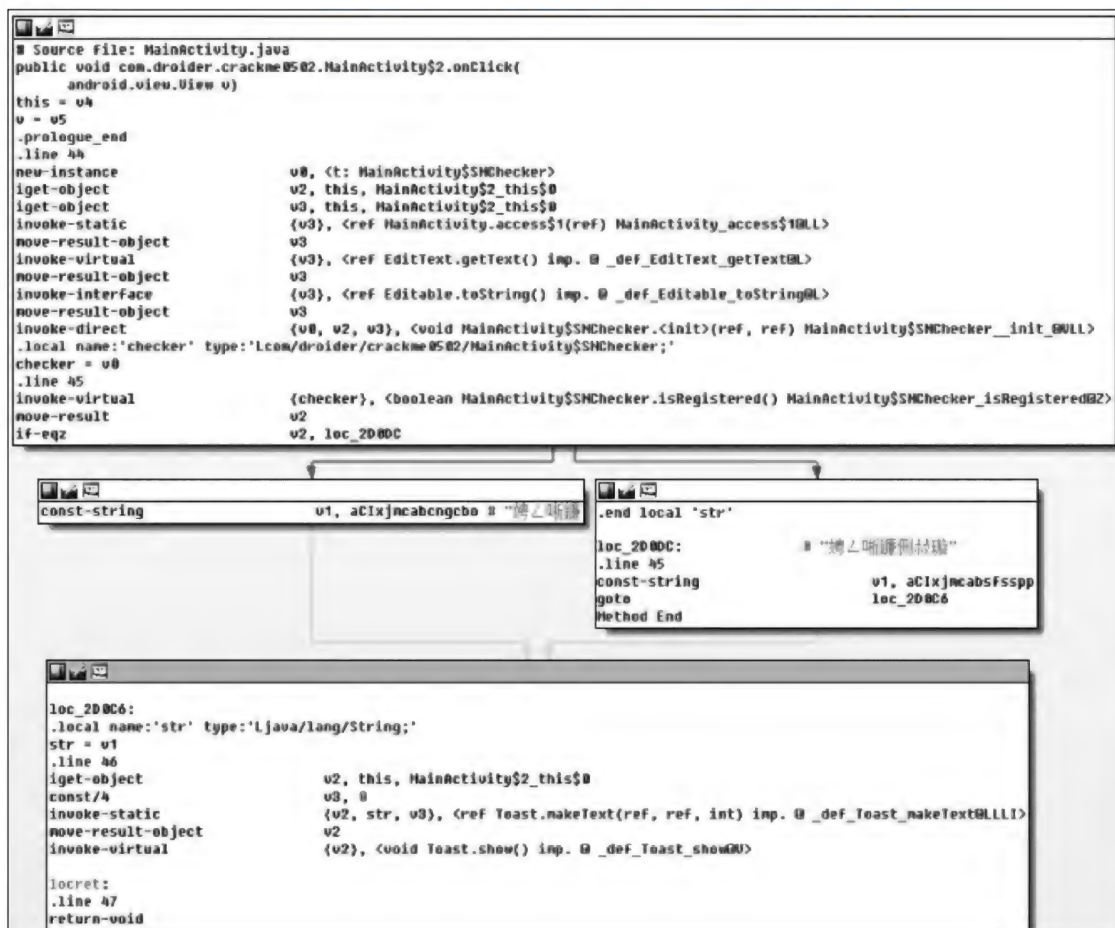 # Source file: MainActivity.java
public void com.droider.crackme0502.MainActivity$2.onClick(
android.view.View v)
this = v4
v = v5
.prologue_end
.line 44
new-instance v0, <t: MainActivity$SNChecker>
iget-object v2, this, MainActivity$2_this$0
iget-object v3, this, MainActivity$2_this$0
invoke-static {v3}, <ref MainActivity.access$1(ref) MainActivity_access$1@LL>
move-result-object v3
invoke-virtual {v3}, <ref EditText.getText() imp. @ _def_EditText_getText@L>
move-result-object v3
invoke-interface {v3}, <ref Editable.toString() imp. @ _def_Editable_toString@L>
move-result-object v3
invoke-direct {v0, v2, v3}, <void MainActivity$SNChecker.<init>(ref, ref) MainActivity$SNChecker__init_@VLL>
.local name:'checker' type:'Lcom/droider/crackme0502/MainActivity$SNChecker;'
checker = v0
.line 45
invoke-virtual {checker}, <boolean MainActivity$SNChecker.isRegistered() MainActivity$SNChecker_isRegistered@Z>
move-result v2
if-eqz v2, loc_2D0DC
const-string v1, aCIxjmcabcngcbo # "
.end local 'str'
loc_2D0DC: # "
.line 45
const-string v1, aCIxjmcabsfsspp
goto loc_2D0C6
Method End
loc_2D0C6:
.local name:'str' type:'Ljava/lang/String;'
str = v1
.line 46
iget-object v2, this, MainActivity$2_this$0
const/4 v3, 0
invoke-static {v2, str, v3}, <ref Toast.makeText(ref, ref, int) imp. @ _def_Toast_makeText@LLLI>
move-result-object v2
invoke-virtual {v2}, <void Toast.show() imp. @ _def_Toast_show@V>
locret:
.line 47
return-void